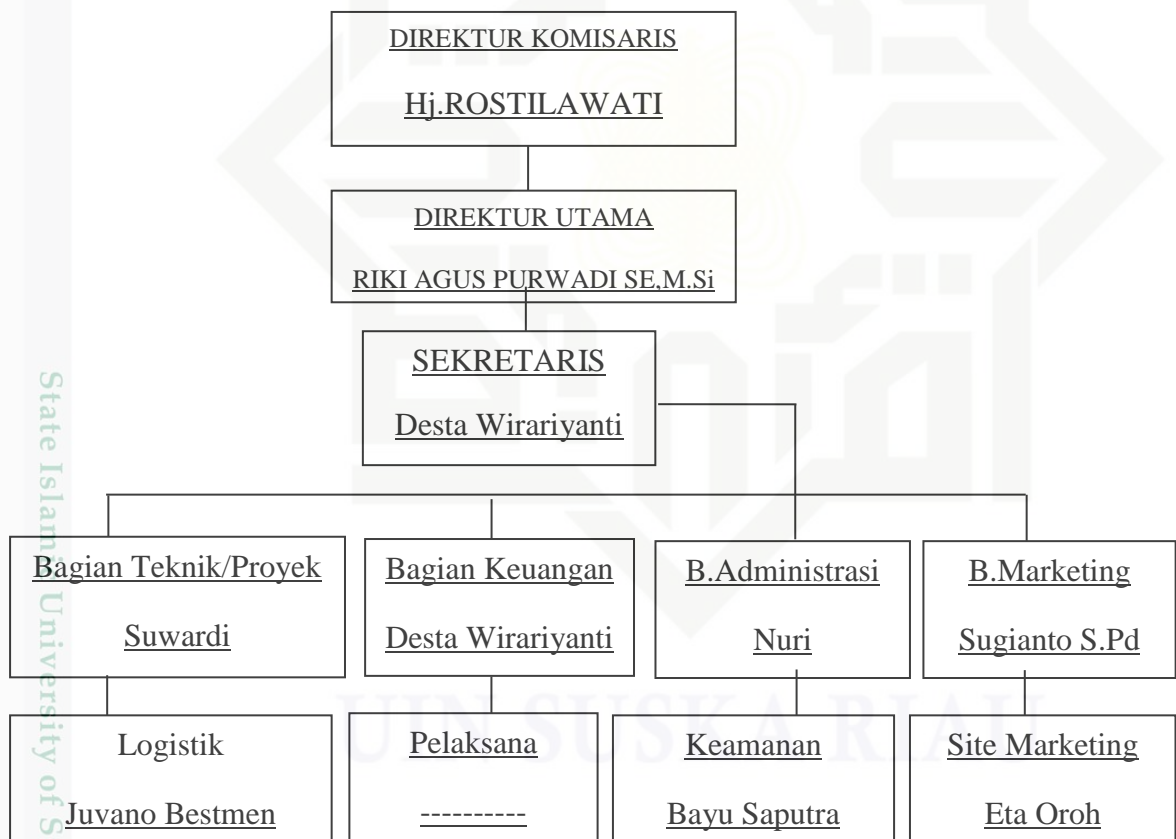 DIREKTUR KOMISARIS
Hj.ROSTILAWATI
DIREKTUR UTAMA
RIKI AGUS PURWADI SE,M.Si
SEKRETARIS
Desta Wirariyanti
Bagian Teknik/Proyek
Suwardi
Bagian Keuangan
Desta Wirariyanti
B.Administrasi
Nuri
B.Marketing
Sugianto S.Pd
Logistik
Juvano Bestmen
Pelaksana
----------
Keamanan
Bayu Saputra
Site Marketing
Eta Oroh
UIN SUSKA RIAU
State Islamic University of S